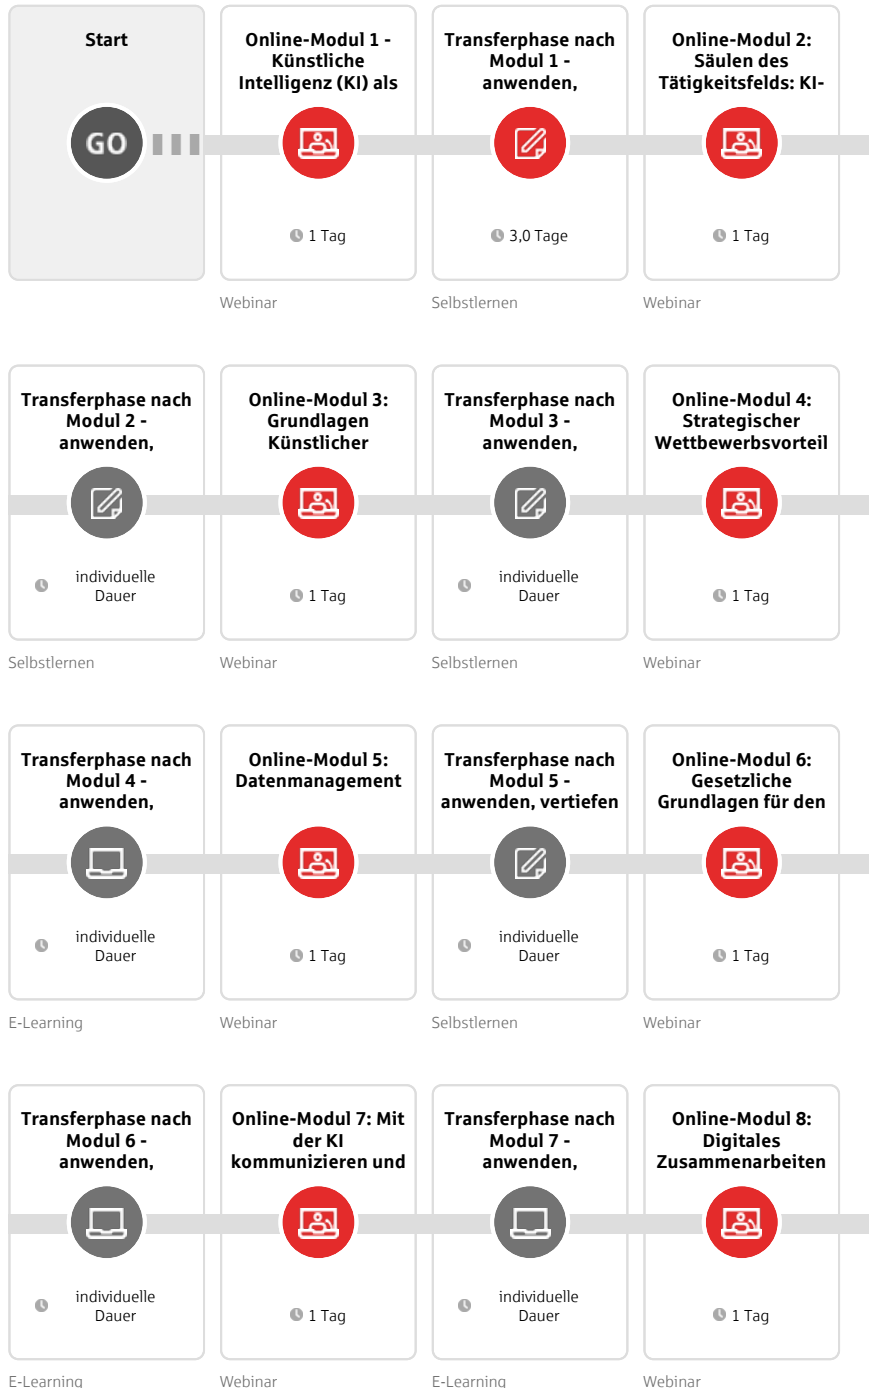 Start
GO
Online-Modul 1 -
Künstliche
Intelligenz (KI) als
1 Tag
Webinar
Transferphase nach
Modul 1 -
anwenden,
3,0 Tage
Selbstlernen
Online-Modul 2:
Säulen des
Tätigkeitsfelds: KI-
1 Tag
Webinar
Transferphase nach
Modul 2 -
anwenden,
individuelle
Dauer
Selbstlernen
Online-Modul 3:
Grundlagen
Künstlicher
1 Tag
Webinar
Transferphase nach
Modul 3 -
anwenden,
individuelle
Dauer
Selbstlernen
Online-Modul 4:
Strategischer
Wettbewerbsvorteil
1 Tag
Webinar
Transferphase nach
Modul 4 -
anwenden,
individuelle
Dauer
E-Learning
Online-Modul 5:
Datenmanagement
1 Tag
Webinar
Transferphase nach
Modul 5 -
anwenden, vertiefen
individuelle
Dauer
Selbstlernen
Online-Modul 6:
Gesetzliche
Grundlagen für den
1 Tag
Webinar
Transferphase nach
Modul 6 -
anwenden,
individuelle
Dauer
E-Learning
Online-Modul 7: Mit
der KI
kommunizieren und
1 Tag
Webinar
Transferphase nach
Modul 7 -
anwenden,
individuelle
Dauer
E-Learning
Online-Modul 8:
Digitales
Zusammenarbeiten
1 Tag
Webinar